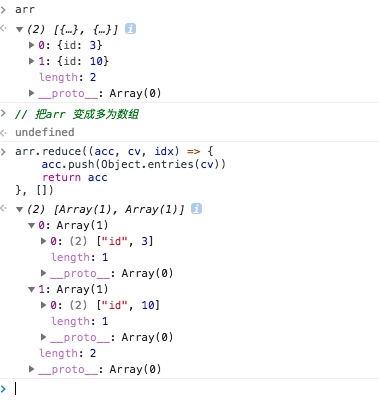 > arr
<· ▼ (2) [{…}, {…}] i
▶ 0: {id: 3}
▶ 1: {id: 10}
length: 2
▶ __proto__: Array(0)
> // 把arr 变成多为数组
<· undefined
> arr.reduce((acc, cv, idx) => {
acc.push(Object.entries(cv))
return acc
}, [])
<· ▼ (2) [Array(1), Array(1)] i
▼ 0: Array(1)
▶ 0: (2) ["id", 3]
length: 1
▶ __proto__: Array(0)
▼ 1: Array(1)
▶ 0: (2) ["id", 10]
length: 1
▶ __proto__: Array(0)
length: 2
▶ __proto__: Array(0)
>